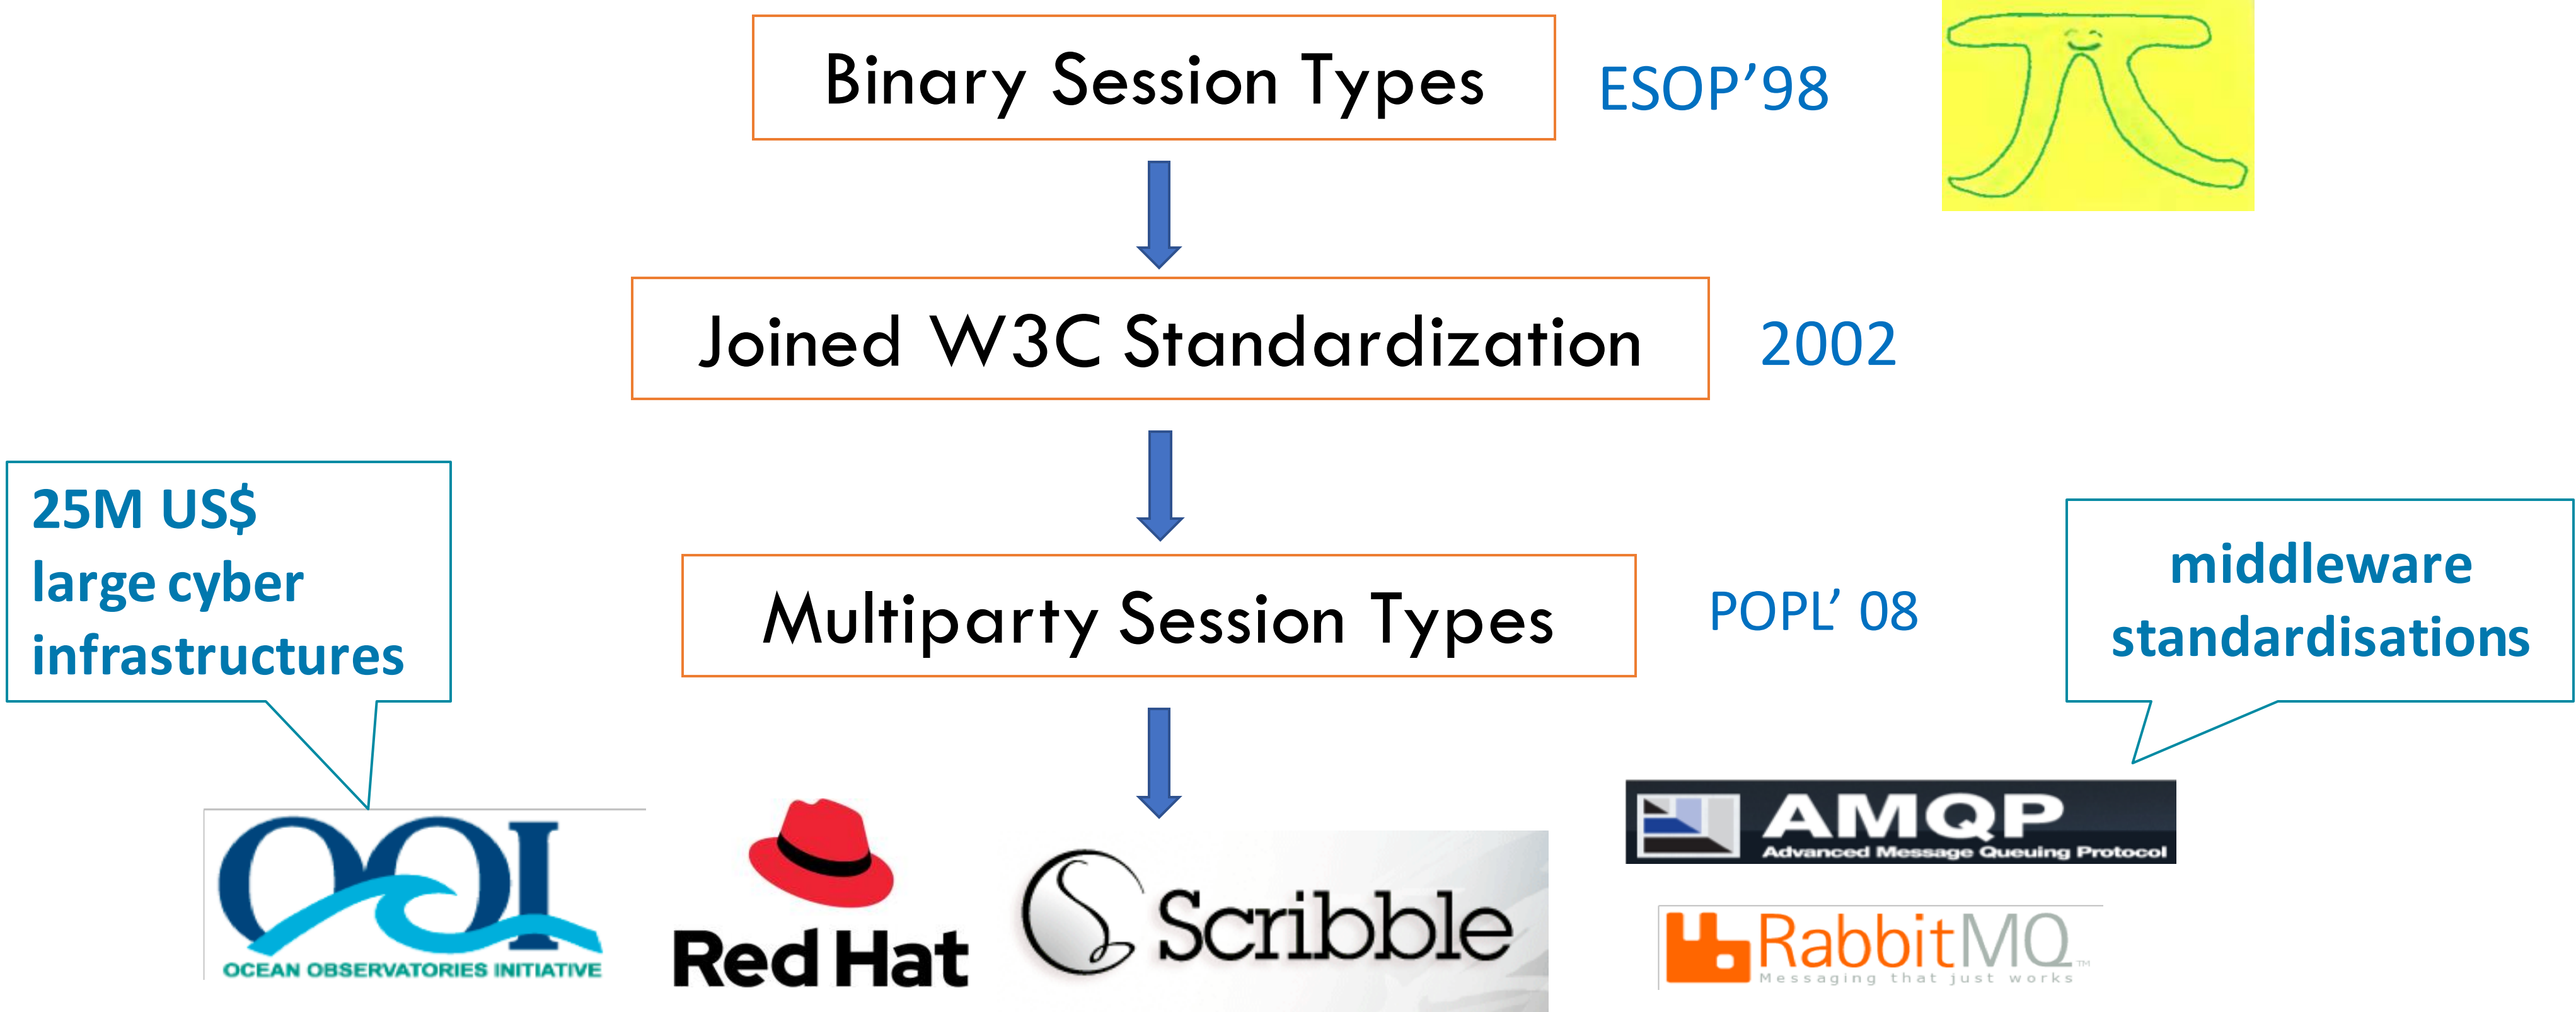 Binary Session Types
ESOP’98
Joined W3C Standardization
2002
25M US$
large cyber
infrastructures
Multiparty Session Types
POPL’ 08
middleware
standardisations
OOI
OCEAN OBSERVATORIES INITIATIVE
Red Hat
Scribble
AMQP
Advanced Message Queuing Protocol
RabbitMQ™
Messaging that just works